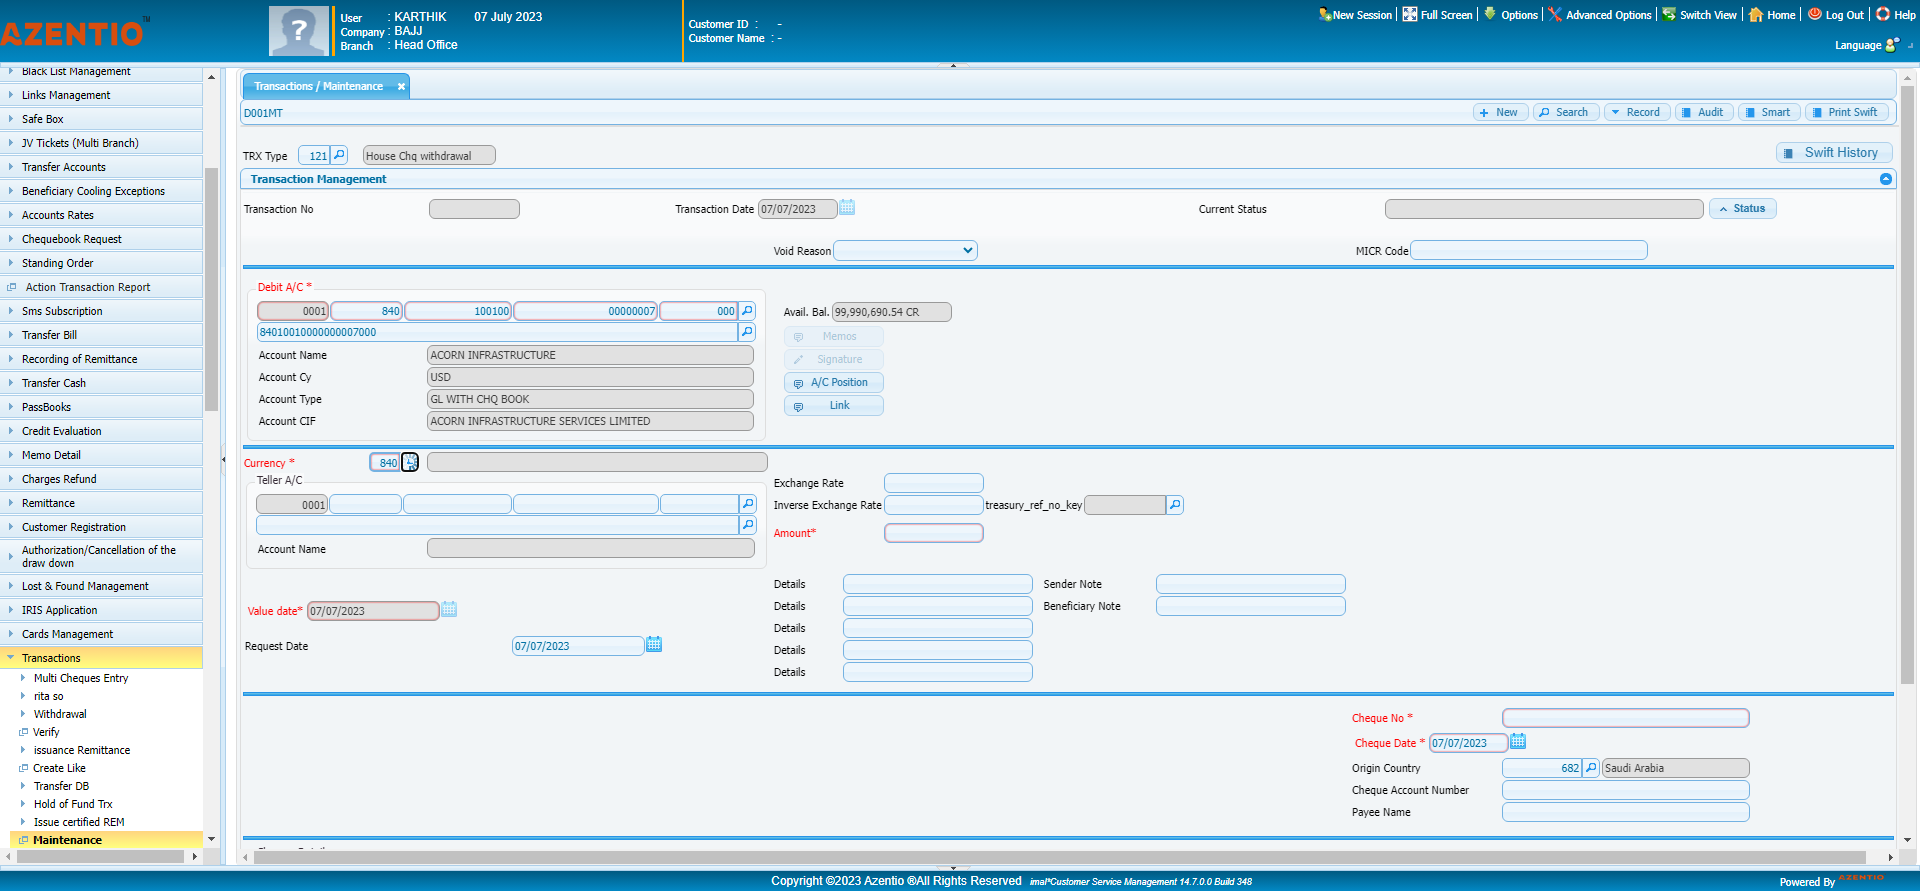 AZENTIO™
User : KARTHIK 07 July 2023
Company : BAJJ
Branch : Head Office
Customer ID : -
Customer Name : -
New Session Full Screen Options Advanced Options Switch View Home Log Out Help
Language
Black List Management
Links Management
Safe Box
JV Tickets (Multi Branch)
Transfer Accounts
Beneficiary Cooling Exceptions
Accounts Rates
Chequebook Request
Standing Order
Action Transaction Report
Sms Subscription
Transfer Bill
Recording of Remittance
Transfer Cash
PassBooks
Credit Evaluation
Memo Detail
Charges Refund
Remittance
Customer Registration
Authorization/Cancellation of the
draw down
Lost & Found Management
IRIS Application
Cards Management
Transactions
Multi Cheques Entry
rita so
Withdrawal
Verify
issuance Remittance
Create Like
Transfer DB
Hold of Fund Trx
Issue certified REM
Maintenance
Transactions / Maintenance ×
D001MT
New Search Record Audit Smart Print Swift
TRX Type 121 House Chq withdrawal
Swift History
Transaction Management
Transaction No
Transaction Date 07/07/2023
Current Status
Status
Void Reason
MICR Code
Debit A/C *
0001 840 100100 00000007 000
84010010000000007000
Account Name ACORN INFRASTRUCTURE
Account Cy USD
Account Type GL WITH CHQ BOOK
Account CIF ACORN INFRASTRUCTURE SERVICES LIMITED
Avail. Bal. 99,990,690.54 CR
Memos
Signature
A/C Position
Link
Currency * 840
Teller A/C
0001
Account Name
Exchange Rate
Inverse Exchange Rate
treasury_ref_no_key
Amount*
Value date* 07/07/2023
Request Date 07/07/2023
Details
Details
Details
Details
Details
Sender Note
Beneficiary Note
Cheque No *
Cheque Date * 07/07/2023
Origin Country 682 Saudi Arabia
Cheque Account Number
Payee Name
Copyright ©2023 Azentio ®All Rights Reserved imal*Customer Service Management 14.7.0.0 Build 348
Powered By AZENTIO